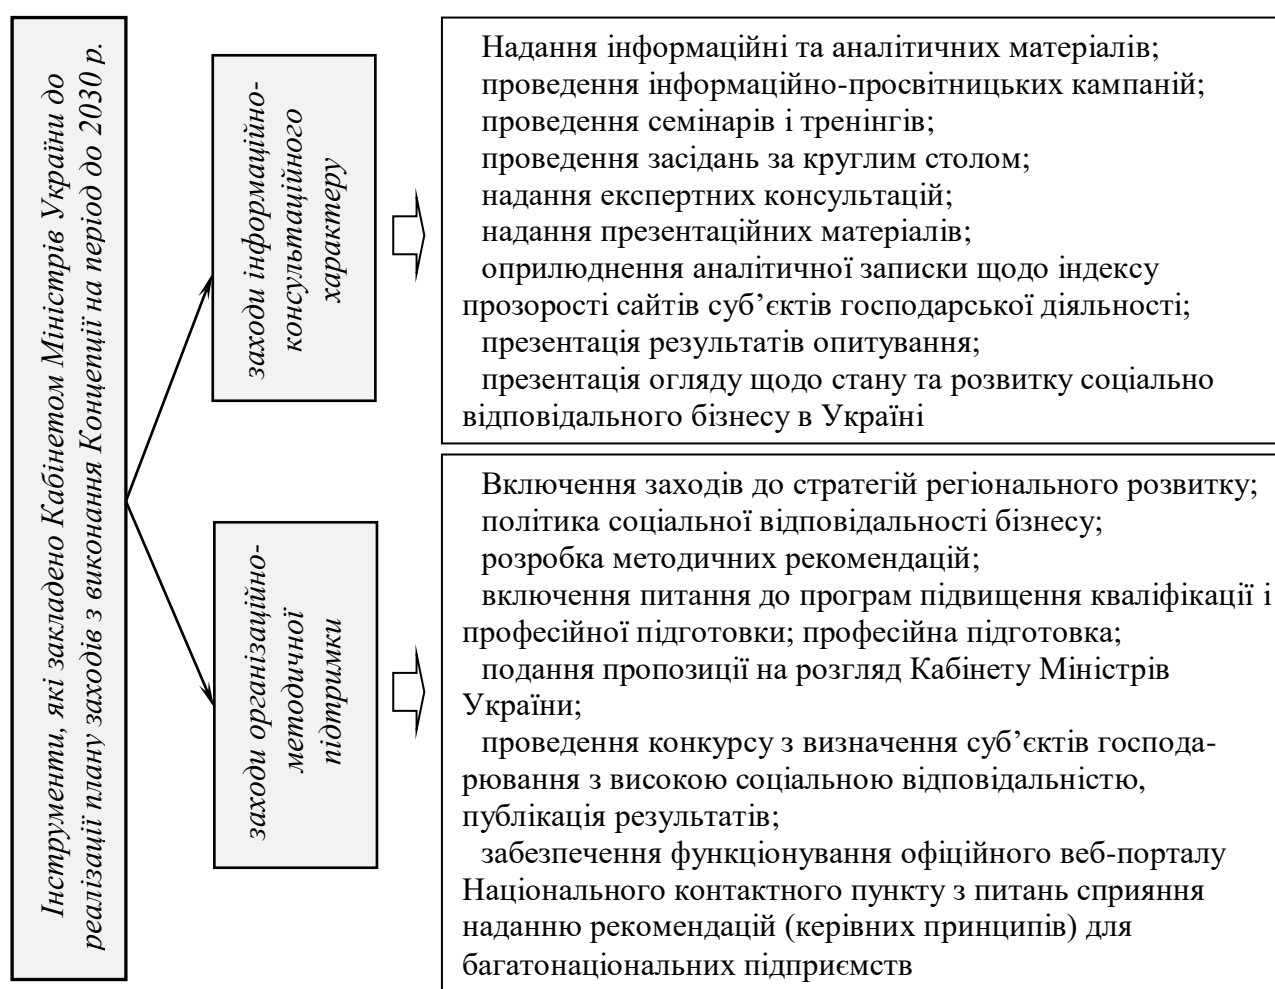 Інструменти, які закладено Кабінетом Міністрів України до
реалізації плану заходів з виконання Концепції на період до 2030 р.
заходи інформаційно-
консультаційного
характеру
Надання інформаційні та аналітичних матеріалів;
проведення інформаційно-просвітницьких кампаній;
проведення семінарів і тренінгів;
проведення засідань за круглим столом;
надання експертних консультацій;
надання презентаційних матеріалів;
оприлюднення аналітичної записки щодо індексу
прозорості сайтів суб’єктів господарської діяльності;
презентація результатів опитування;
презентація огляду щодо стану та розвитку соціально
відповідального бізнесу в Україні
заходи організаційно-
методичної
підтримки
Включення заходів до стратегій регіонального розвитку;
політика соціальної відповідальності бізнесу;
розробка методичних рекомендацій;
включення питання до програм підвищення кваліфікації і
професійної підготовки; професійна підготовка;
подання пропозиції на розгляд Кабінету Міністрів
України;
проведення конкурсу з визначення суб’єктів господа-
рювання з високою соціальною відповідальністю,
публікація результатів;
забезпечення функціонування офіційного веб-порталу
Національного контактного пункту з питань сприяння
наданню рекомендацій (керівних принципів) для
багатонаціональних підприємств